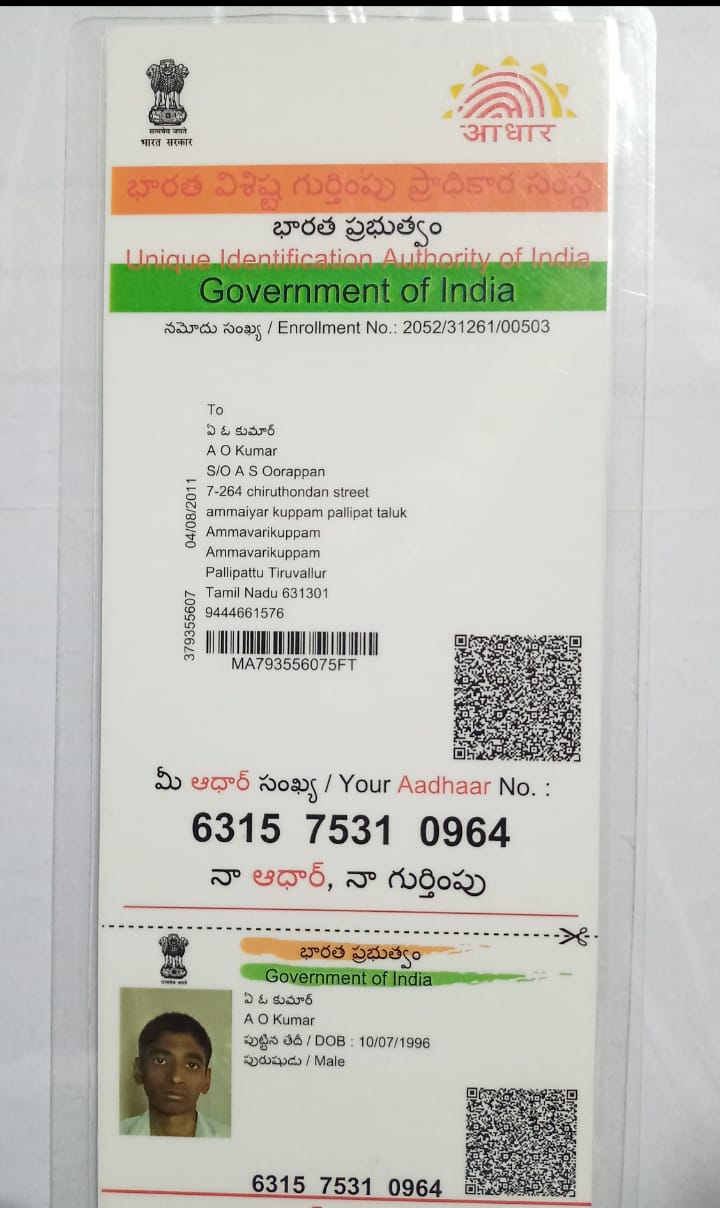 सत्यमेव जयते
भारत सरकार
आधार
భారత విశిష్ట గుర్తింపు ప్రాధికార సంస్థ
భారత ప్రభుత్వం
Unique Identification Authority of India
Government of India
నమోదు సంఖ్య / Enrollment No.: 2052/31261/00503
To
ఏ ఓ కుమార్
A O Kumar
S/O A S Oorappan
7-264 chiruthondan street
ammaiyar kuppam pallipat taluk
Ammavarikuppam
Ammavarikuppam
Pallipattu Tiruvallur
Tamil Nadu 631301
9444661576
04/08/2011
379355607
MA793556075FT
మీ ఆధార్ సంఖ్య / Your Aadhaar No. :
6315 7531 0964
నా ఆధార్, నా గుర్తింపు
భారత ప్రభుత్వం
Government of India
ఏ ఓ కుమార్
A O Kumar
పుట్టిన తేదీ / DOB : 10/07/1996
పురుషుడు / Male
6315 7531 0964